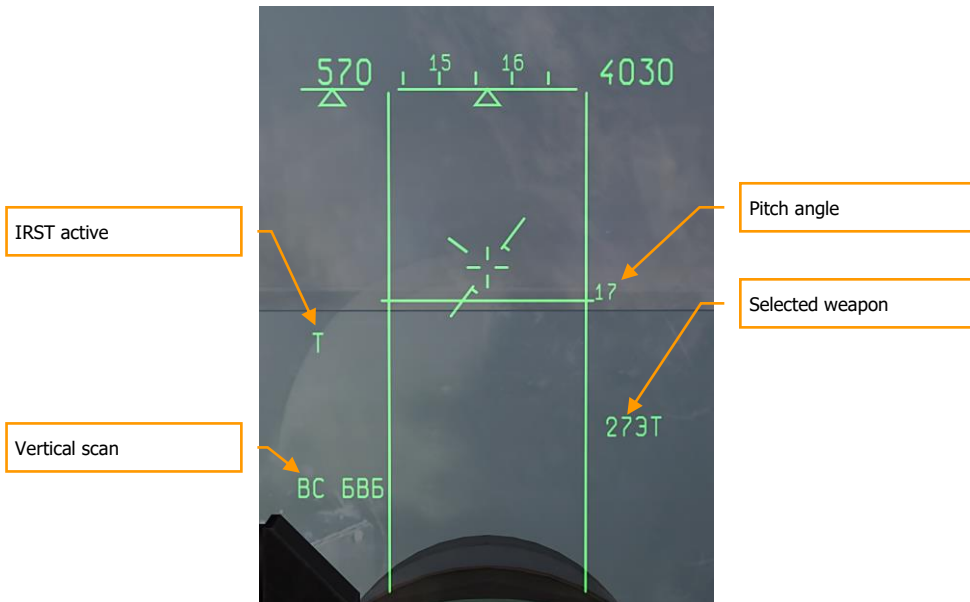 570 15 16 4030
Pitch angle
IRST active
17
Selected weapon
Т
27ЭТ
Vertical scan
ВС БВБ